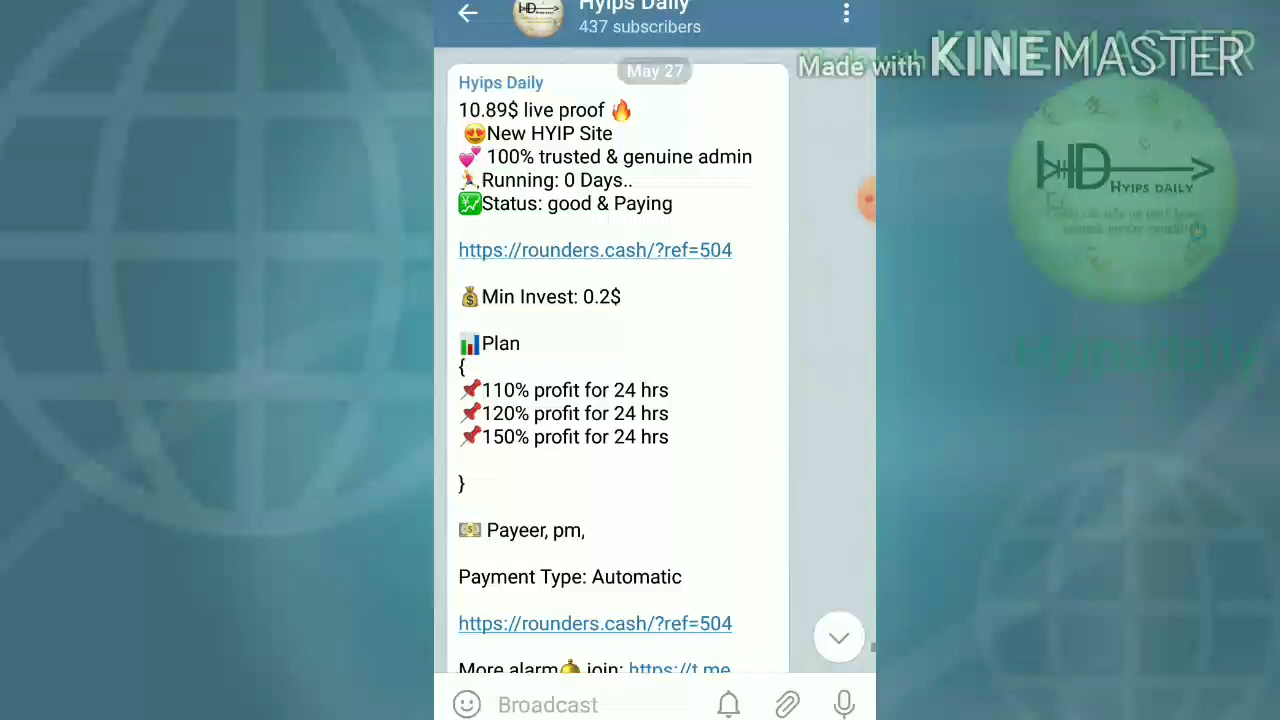 Hyips Daily
437 subscribers
May 27
Made with KINEMASTER
Hyips Daily
10.89$ live proof 🔥
😍New HYIP Site
💕 100% trusted & genuine admin
🏃Running: 0 Days..
💹Status: good & Paying
https://rounders.cash/?ref=504
💰Min Invest: 0.2$
📊Plan
{
📌110% profit for 24 hrs
📌120% profit for 24 hrs
📌150% profit for 24 hrs
}
💵 Payeer, pm,
Payment Type: Automatic
https://rounders.cash/?ref=504
More alarm🔔 join: https://t.me
Broadcast
HD
HYIPS DAILY
Hyipsdaily